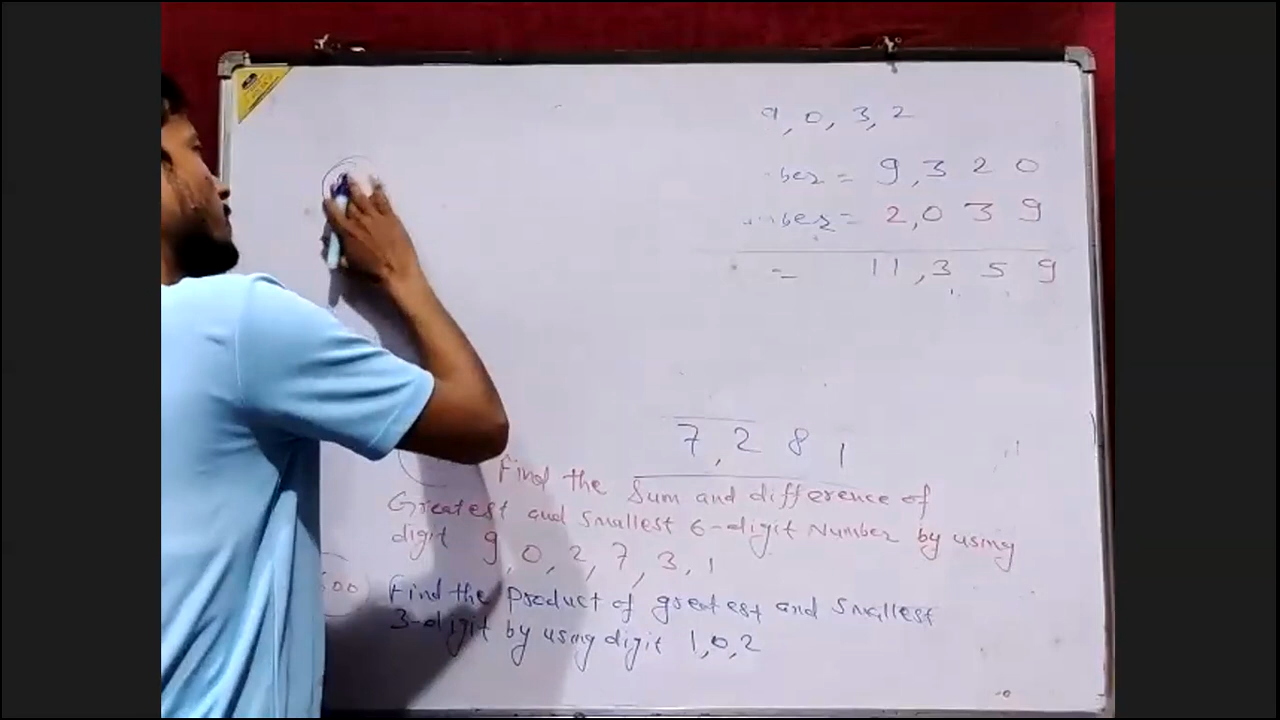 9, 0, 3, 2
ber = 9,3 2 0
ber = 2,0 3 9
= 11,3 5 9
7,2 8 1
Find the sum and difference of
Greatest and smallest 6-digit Number by using
digit 9, 0, 2, 7, 3, 1
Find the product of greatest and smallest
3-digit by using digit 1,0,2